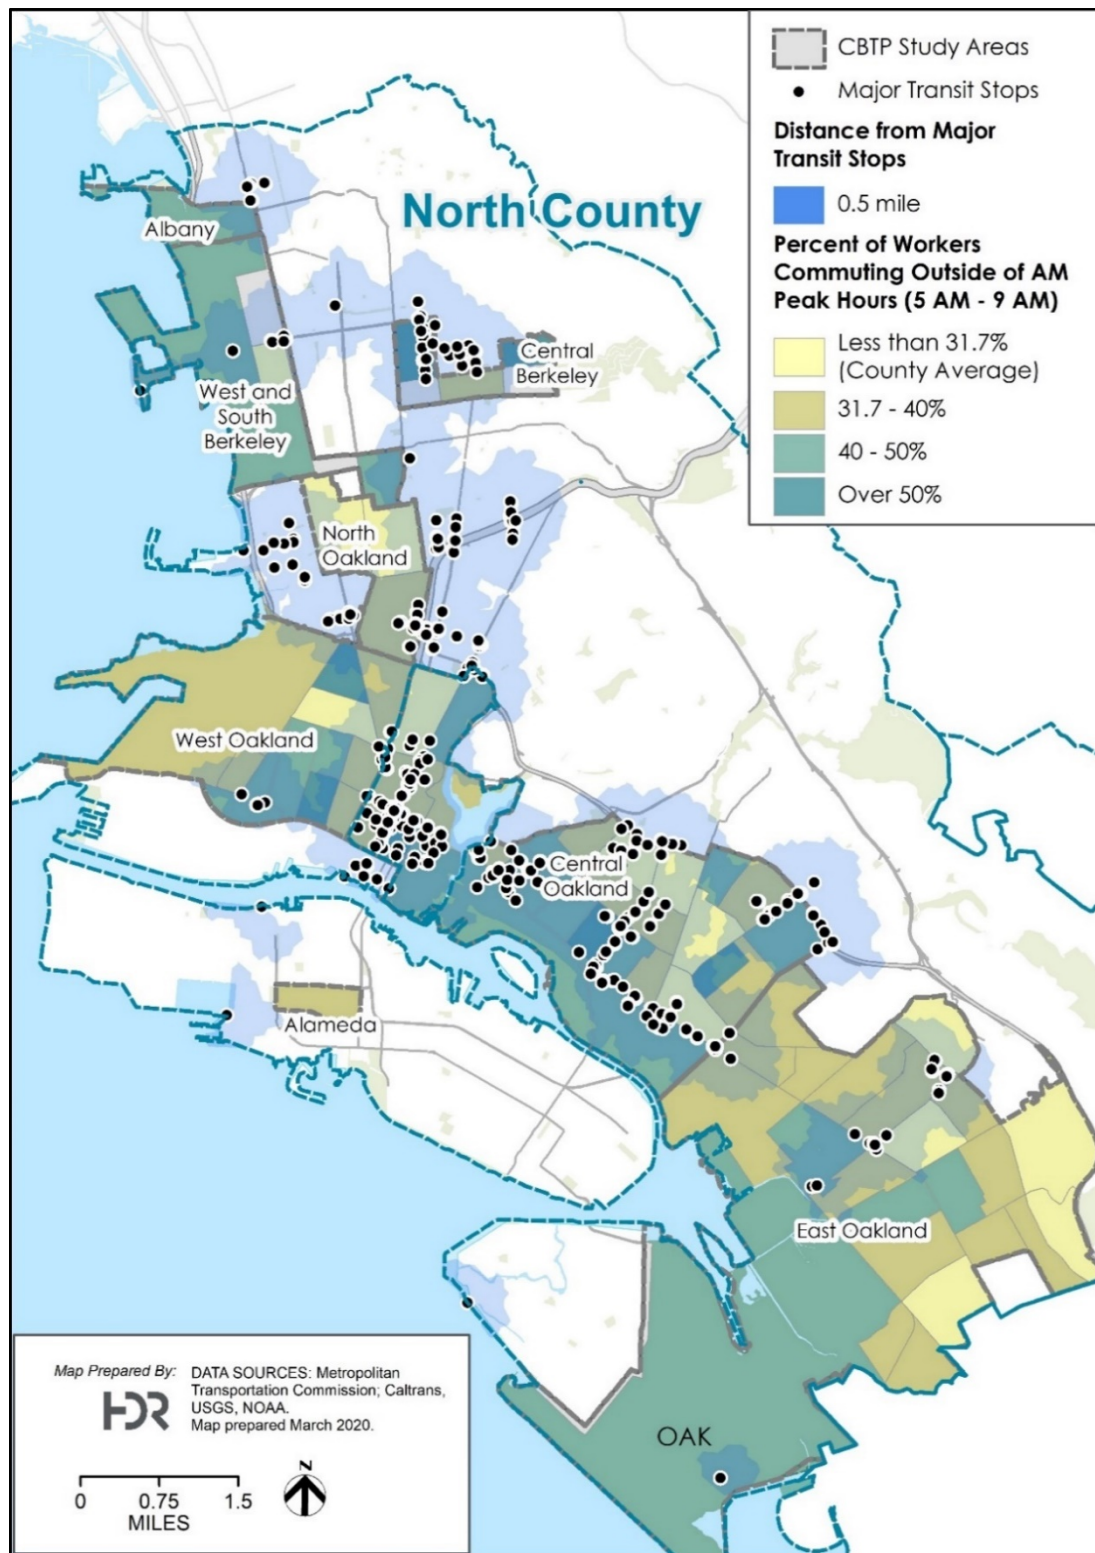 CBTP Study Areas
Major Transit Stops
Distance from Major
Transit Stops
0.5 mile
Percent of Workers
Commuting Outside of AM
Peak Hours (5 AM - 9 AM)
Less than 31.7%
(County Average)
31.7 - 40%
40 - 50%
Over 50%
North County
Albany
Central
Berkeley
West and
South
Berkeley
North
Oakland
West Oakland
Central
Oakland
Alameda
East Oakland
OAK
Map Prepared By:
HDR
DATA SOURCES: Metropolitan
Transportation Commission; Caltrans,
USGS, NOAA.
Map prepared March 2020.
N
0 0.75 1.5
MILES